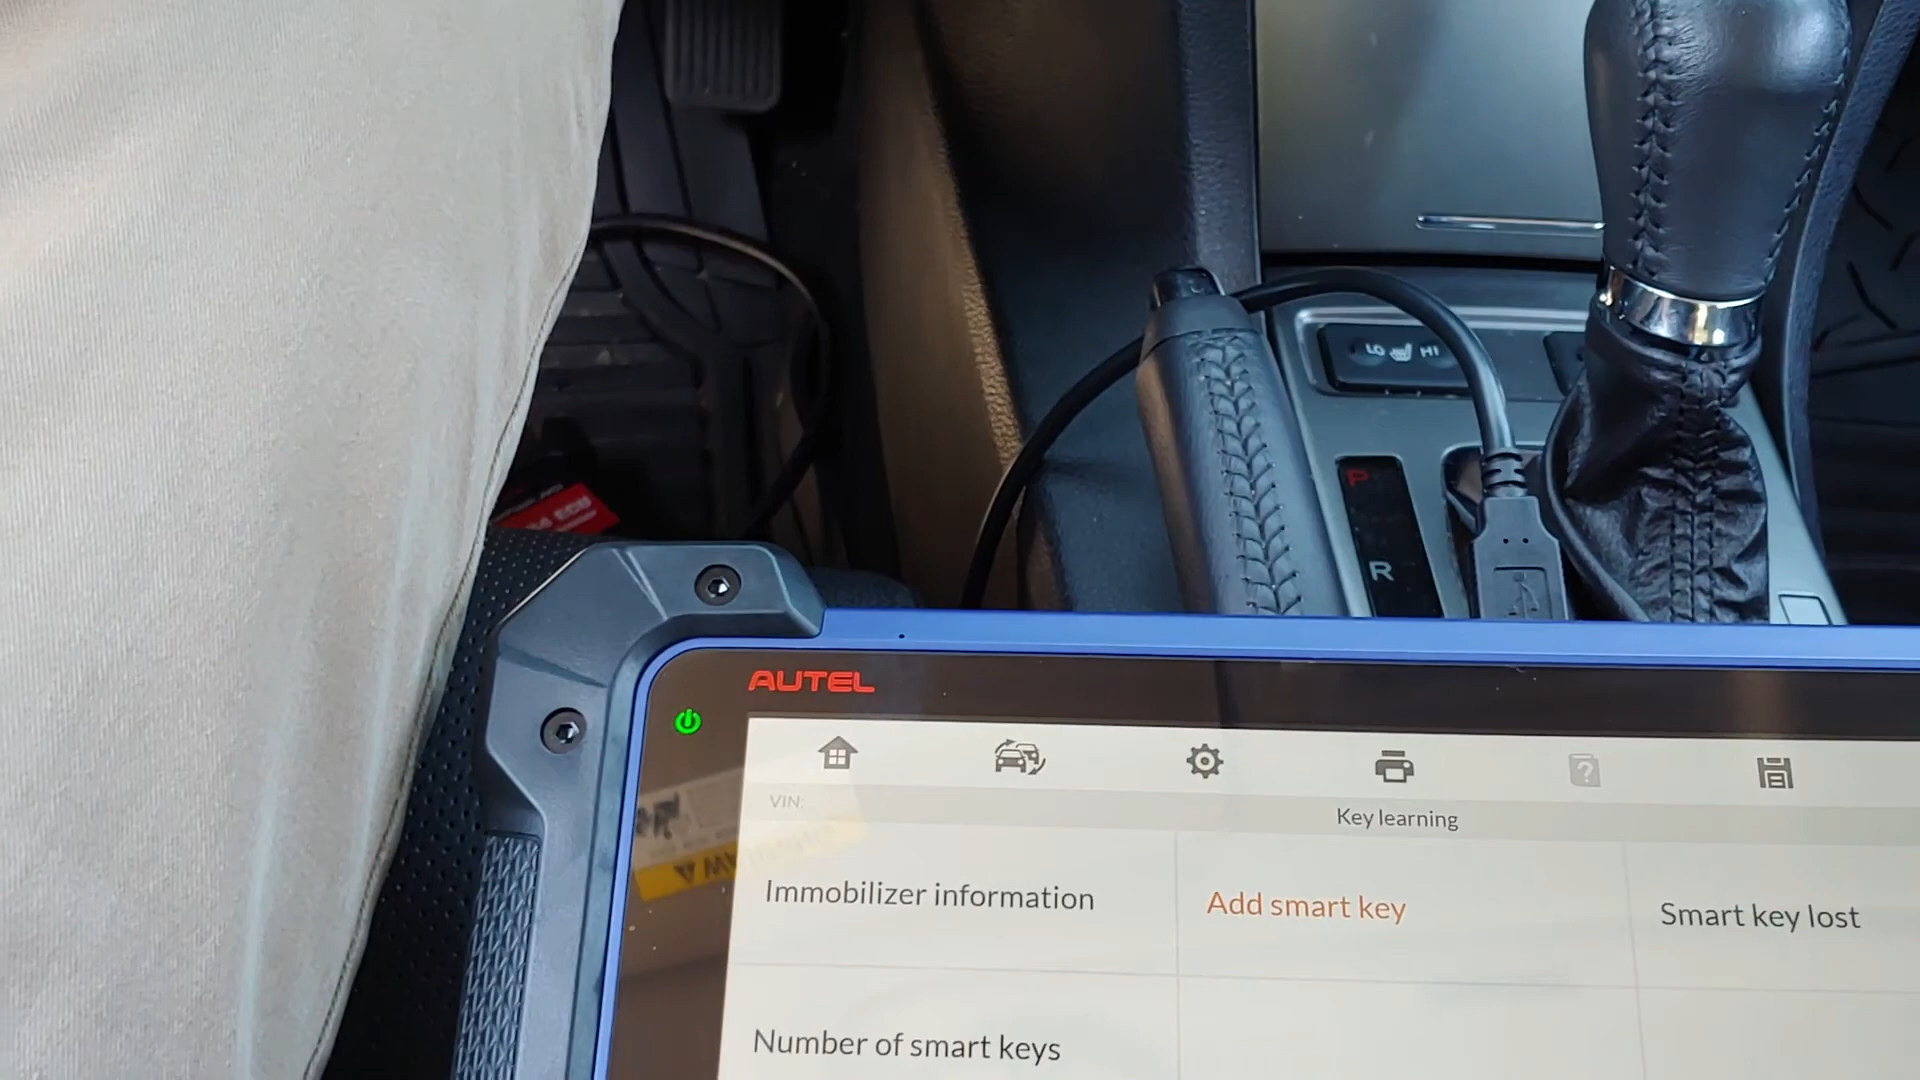 LO HI
P
R
AUTEL
VIN:
Key learning
Immobilizer information
Add smart key
Smart key lost
Number of smart keys